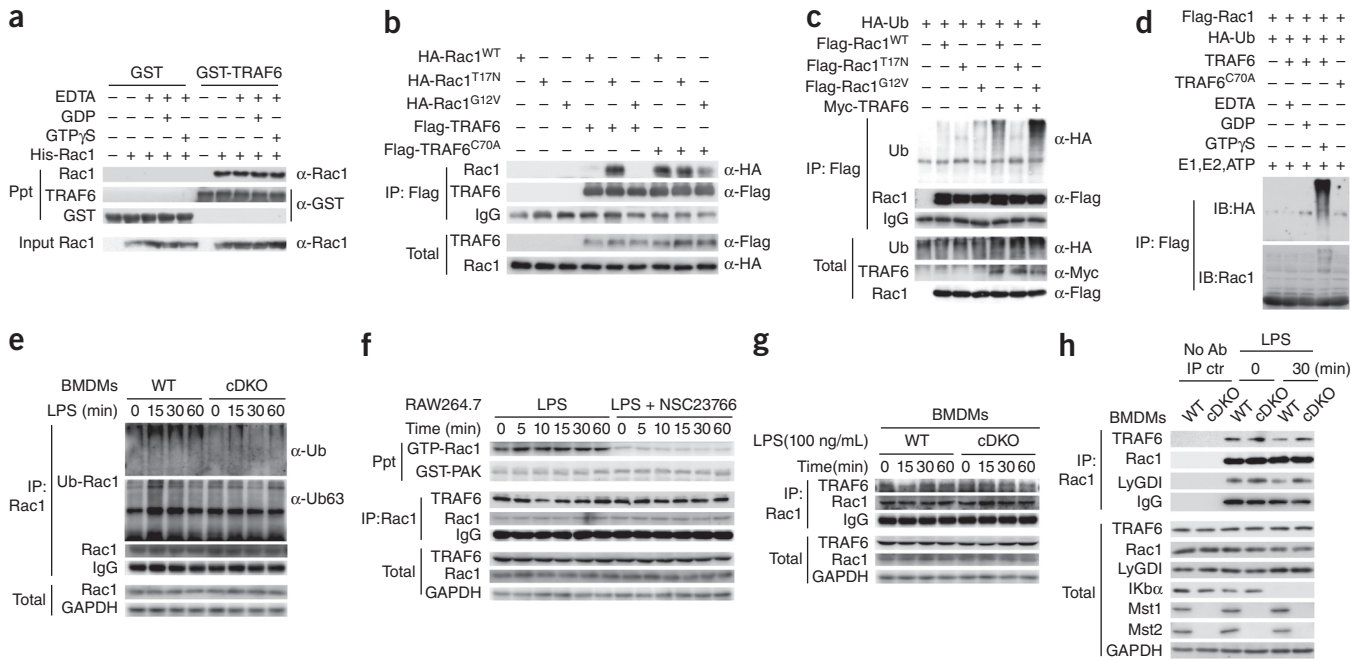 a
GST GST-TRAF6
EDTA – – + + + – – + + +
GDP – – – + – – – – + –
GTPγS – – – – + – – – – +
His-Rac1 – + + + + – + + + +
Ppt
Rac1 α-Rac1
TRAF6 α-GST
GST
Input Rac1 α-Rac1
b
HA-Rac1WT + – – + – – + – –
HA-Rac1T17N – + – – + – – + –
HA-Rac1G12V – – + – – + – – +
Flag-TRAF6 – – – + + + – – –
Flag-TRAF6C70A – – – – – – + + +
IP: Flag
Rac1 α-HA
TRAF6 α-Flag
IgG
Total
TRAF6 α-Flag
Rac1 α-HA
c
HA-Ub + + + + + + +
Flag-Rac1WT – + – – + – –
Flag-Rac1T17N – – + – – + –
Flag-Rac1G12V – – – + – – +
Myc-TRAF6 – – – – + + +
IP: Flag
Ub α-HA
Rac1 α-Flag
IgG
Total
Ub α-HA
TRAF6 α-Myc
Rac1 α-Flag
d
Flag-Rac1 + + + + +
HA-Ub + + + + +
TRAF6 – + + + –
TRAF6C70A – – – – +
EDTA
GDP
GTPγS
E1,E2,ATP + + + + +
IP: Flag
IB:HA
IB:Rac1
e
BMDMs WT cDKO
LPS (min) 0 15 30 60 0 15 30 60
IP: Rac1
Ub-Rac1
α-Ub
α-Ub63
Rac1
IgG
Total
Rac1
GAPDH
f
RAW264.7 LPS LPS + NSC23766
Time (min) 0 5 10 15 30 60 0 5 10 15 30 60
Ppt
GTP-Rac1
GST-PAK
IP:Rac1
TRAF6
Rac1
IgG
Total
TRAF6
Rac1
GAPDH
g
BMDMs
LPS(100 ng/mL) WT cDKO
Time(min) 0 15 30 60 0 15 30 60
IP: Rac1
TRAF6
Rac1
IgG
Total
TRAF6
Rac1
GAPDH
h
No Ab IP ctr
LPS
0 30 (min)
BMDMs WT cDKO WT cDKO WT cDKO
IP: Rac1
TRAF6
Rac1
LyGDI
IgG
Total
TRAF6
Rac1
LyGDI
IKbα
Mst1
Mst2
GAPDH